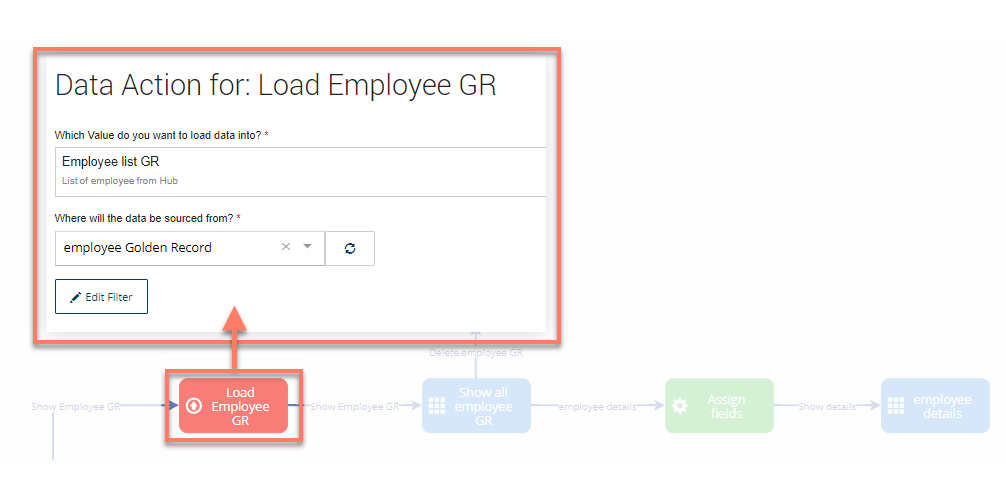 Data Action for: Load Employee GR
Which Value do you want to load data into? *
Employee list GR
List of employee from Hub
Where will the data be sourced from? *
employee Golden Record
Edit Filter
Delete employee GR
Show Employee GR
Load
Employee
GR
Show Employee GR
Show all
employee
GR
employee details
Assign
fields
Show details
employee
details